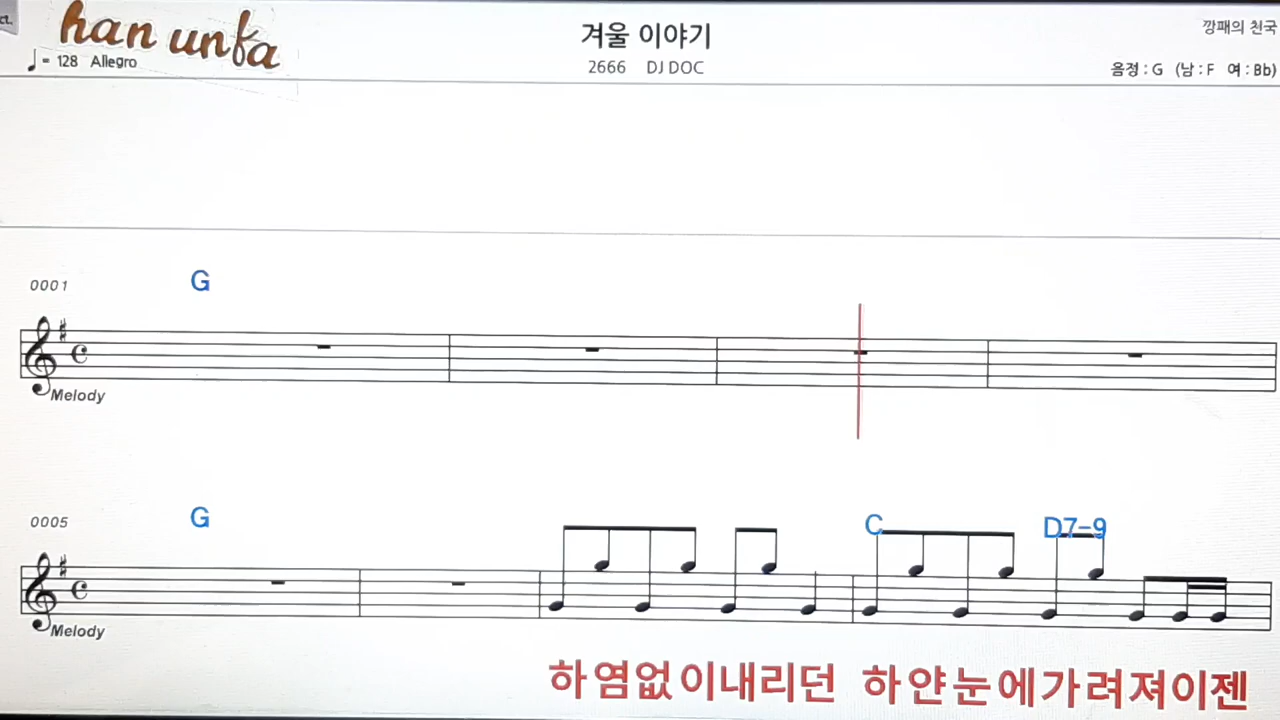 ct.
han unfa
겨울 이야기
깡패의 천국
♩= 128 Allegro
2666 DJ DOC
음정 : G (남 : F 여 : Bb)
0001
G
Melody
0005
G
C
D7-9
Melody
하염없이내리던 하얀눈에가려져이젠